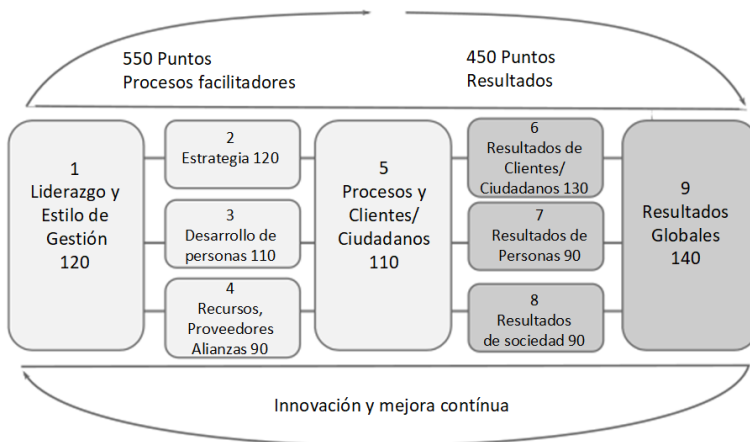 550 Puntos
Procesos facilitadores
450 Puntos
Resultados
1
Liderazgo y
Estilo de
Gestión
120
2
Estrategia 120
3
Desarrollo de
personas 110
4
Recursos,
Proveedores
Alianzas 90
5
Procesos y
Clientes/
Ciudadanos
110
6
Resultados de
Clientes/
Ciudadanos 130
7
Resultados de
Personas 90
8
Resultados
de sociedad 90
9
Resultados
Globales
140
Innovación y mejora contínua